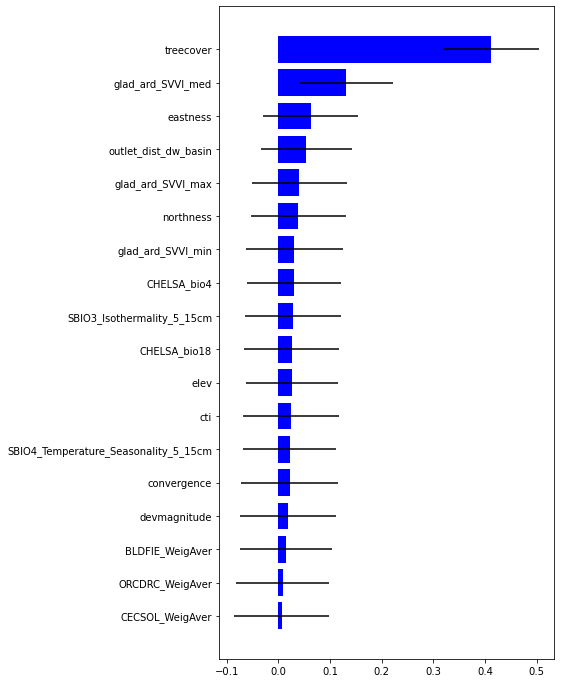 treecover
glad_ard_SVVI_med
eastness
outlet_dist_dw_basin
glad_ard_SVVI_max
northness
glad_ard_SVVI_min
CHELSA_bio4
SBIO3_Isothermality_5_15cm
CHELSA_bio18
elev
cti
SBIO4_Temperature_Seasonality_5_15cm
convergence
devmagnitude
BLDFIE_WeigAver
ORCDRC_WeigAver
CECSOL_WeigAver
−0.1 0.0 0.1 0.2 0.3 0.4 0.5